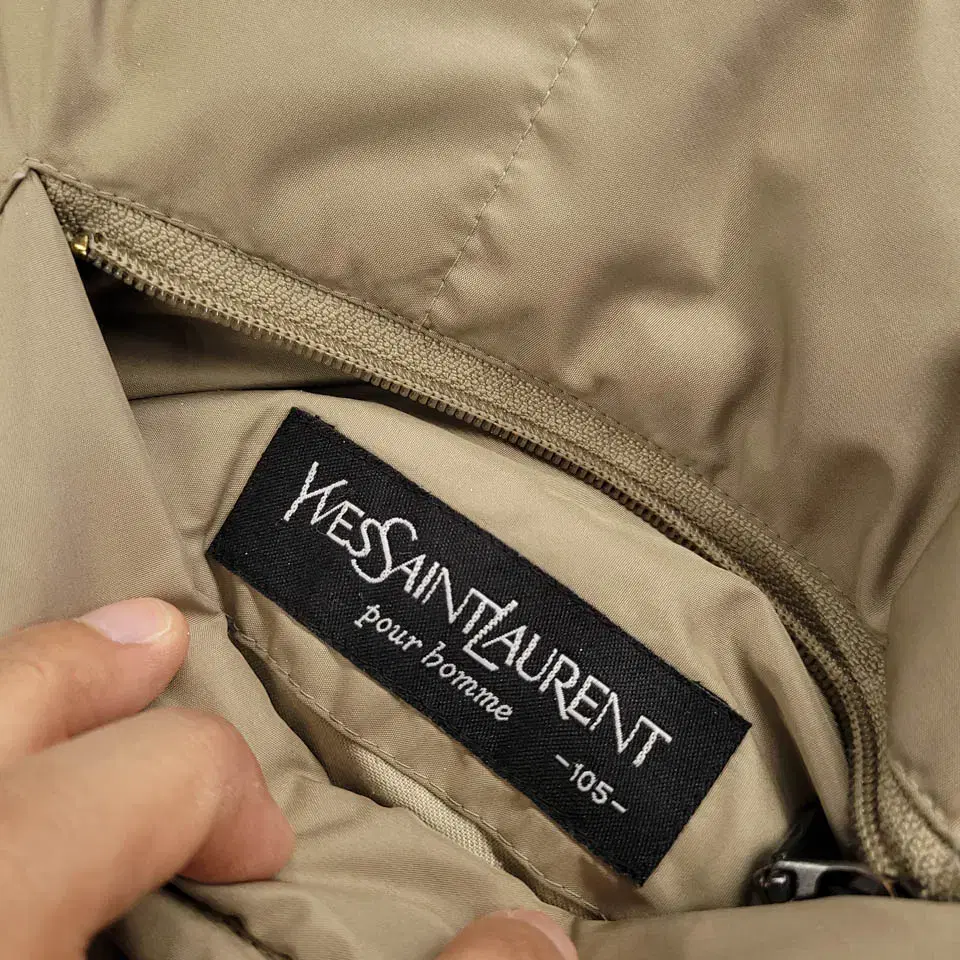 YVESSAINTLAURENT
pour homme
-105-